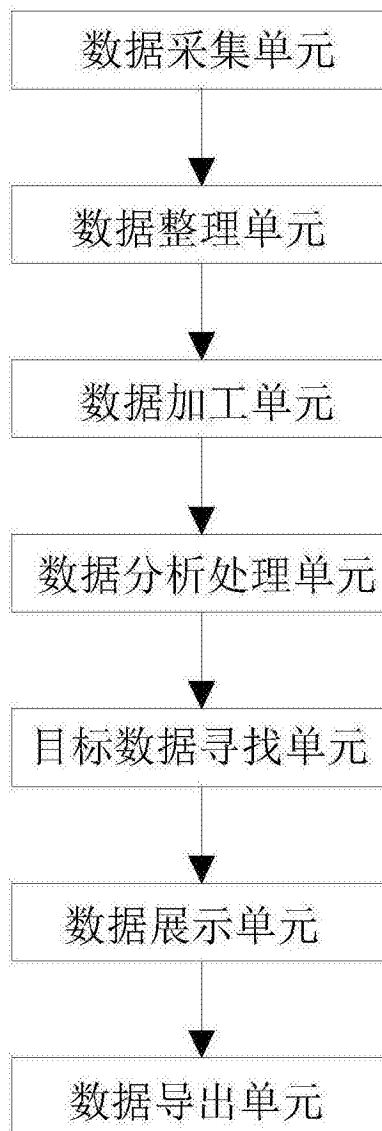 数据采集单元
数据整理单元
数据加工单元
数据分析处理单元
目标数据寻找单元
数据展示单元
数据导出单元